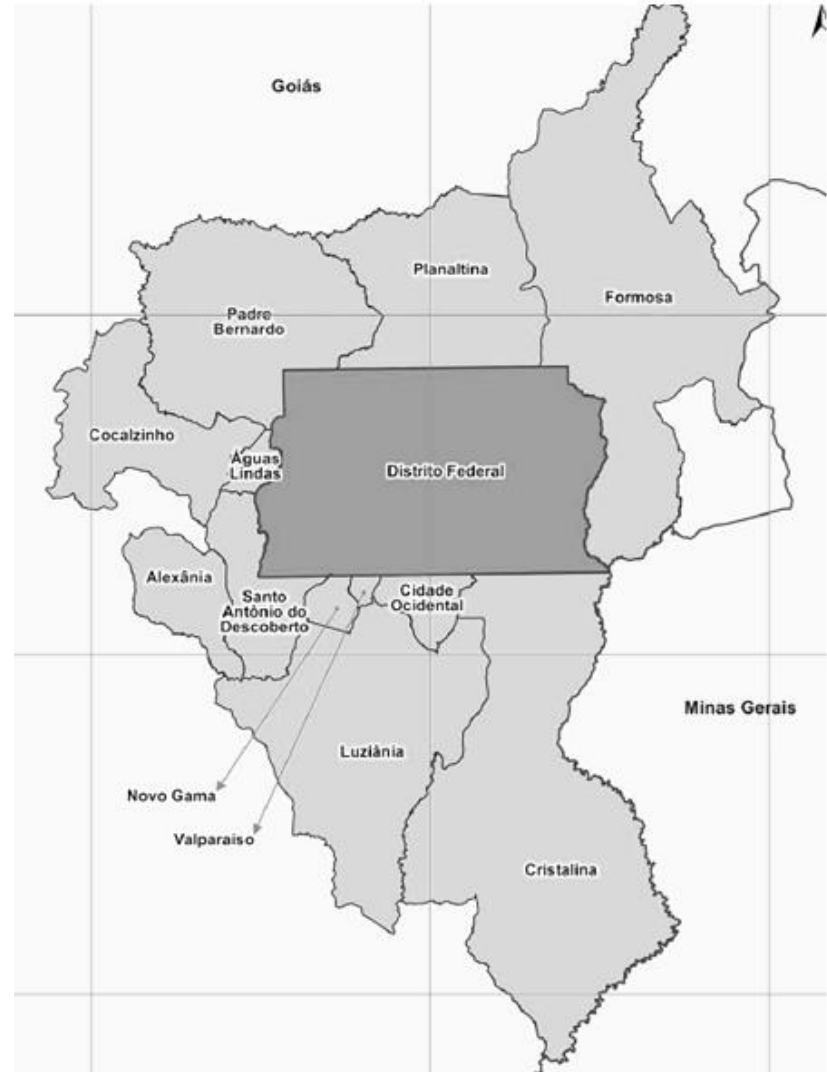 Goiás
Planaltina
Formosa
Padre
Bernardo
Cocalzinho
Águas
Lindas
Distrito Federal
Alexânia
Santo
Antônio do
Descoberto
Cidade
Ocidental
Minas Gerais
Luziânia
Novo Gama
Valparaiso
Cristalina